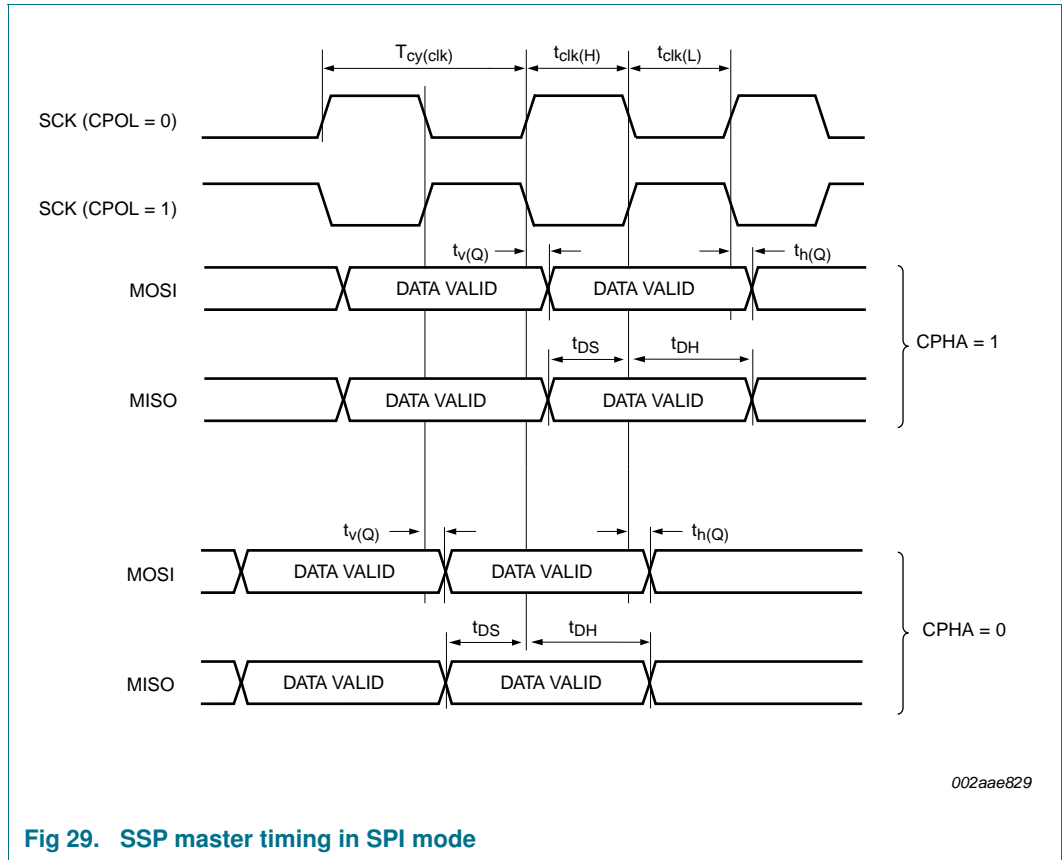 Tcy(clk) tclk(H) tclk(L)
SCK (CPOL = 0)
SCK (CPOL = 1)
tv(Q) th(Q)
MOSI DATA VALID DATA VALID
CPHA = 1
tDS tDH
MISO DATA VALID DATA VALID
tv(Q) th(Q)
MOSI DATA VALID DATA VALID
tDS tDH
CPHA = 0
MISO DATA VALID DATA VALID
002aae829
Fig 29. SSP master timing in SPI mode